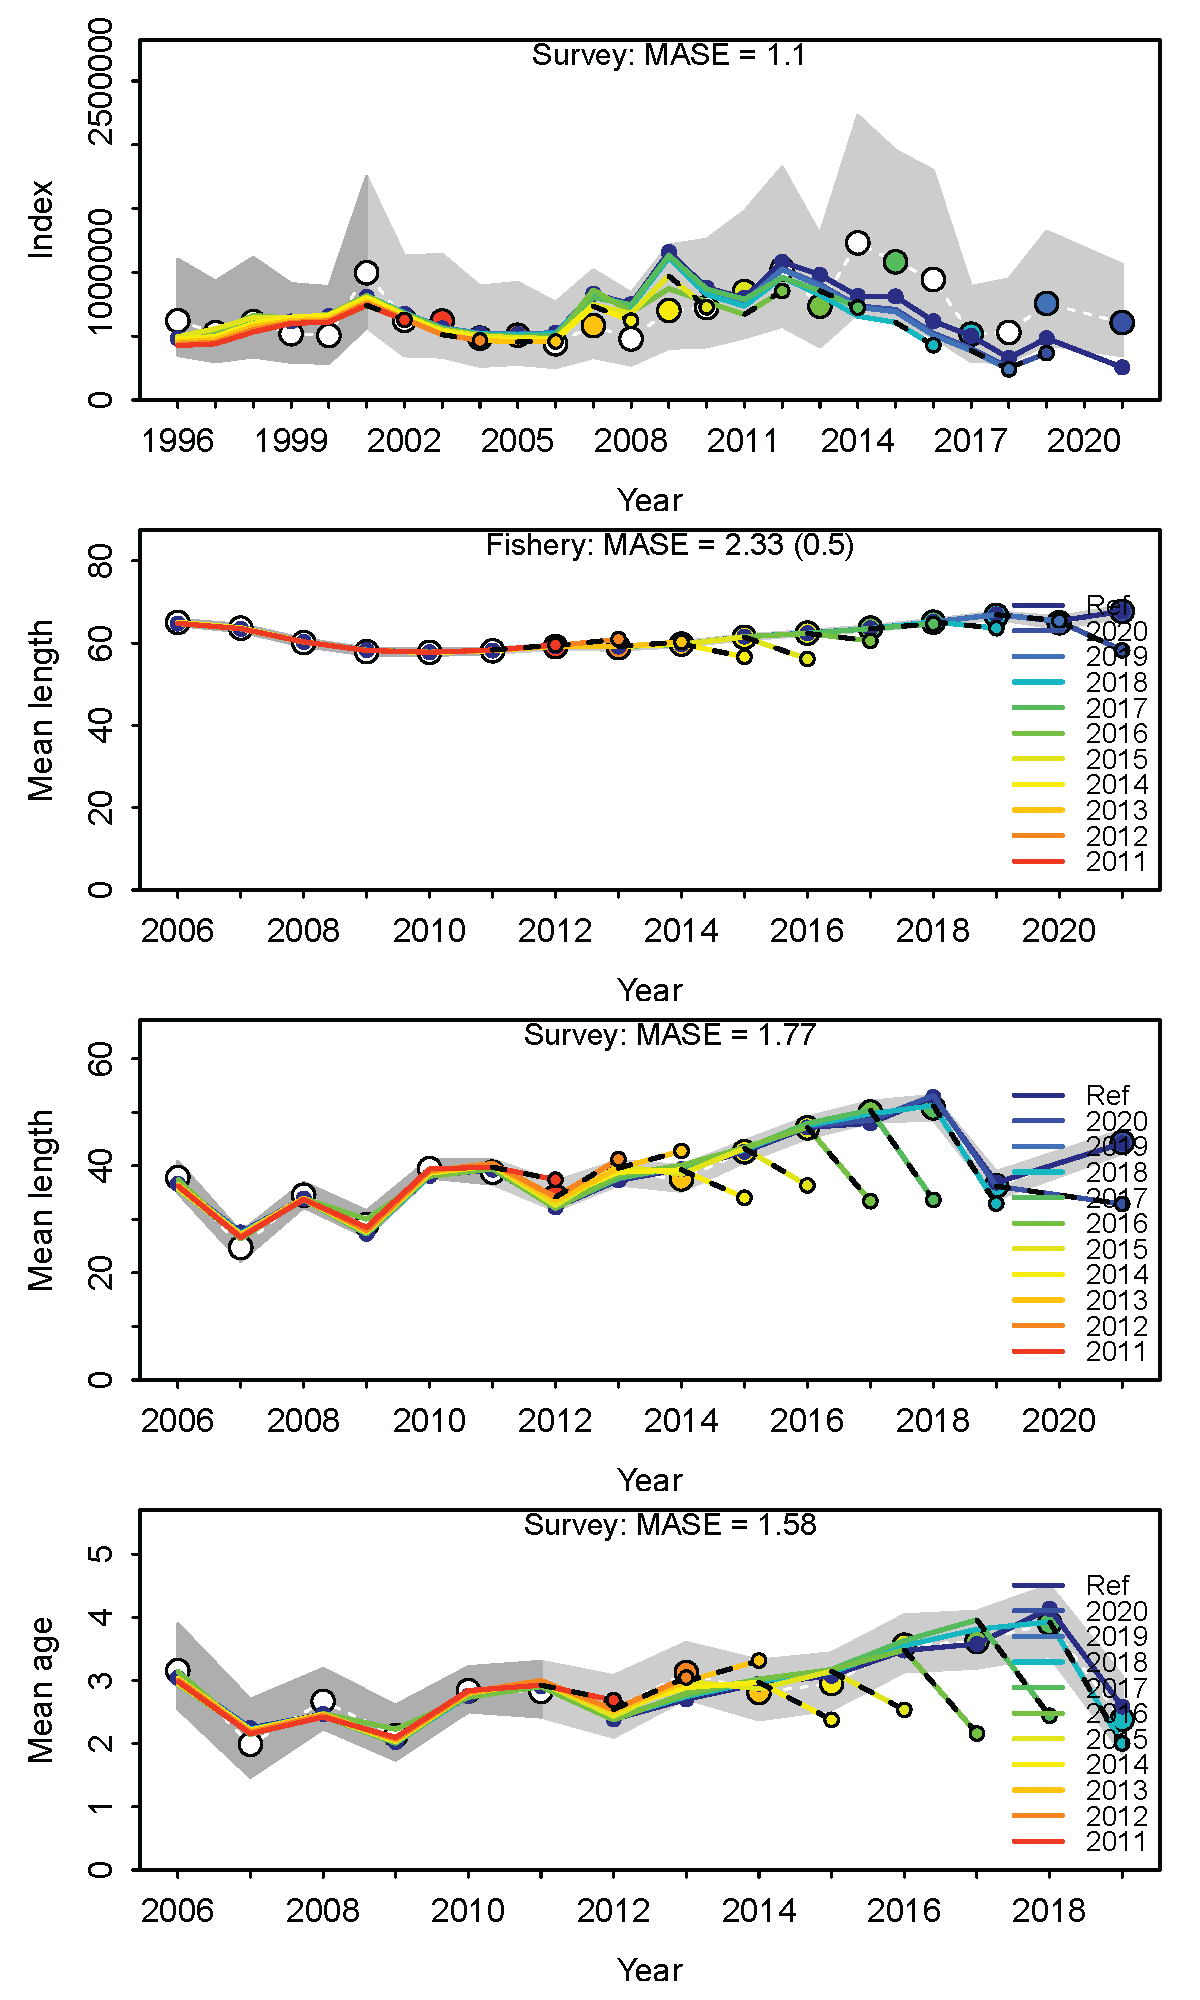 Survey: MASE = 1.1
Index
0
1000000
2500000
1996 1999 2002 2005 2008 2011 2014 2017 2020
Year
Fishery: MASE = 2.33 (0.5)
Mean length
0
20
40
60
80
Ref
2020
2019
2018
2017
2016
2015
2014
2013
2012
2011
2006 2008 2010 2012 2014 2016 2018 2020
Year
Survey: MASE = 1.77
Mean length
0
20
40
60
Ref
2020
2019
2018
2017
2016
2015
2014
2013
2012
2011
2006 2008 2010 2012 2014 2016 2018 2020
Year
Survey: MASE = 1.58
Mean age
0
1
2
3
4
5
Ref
2020
2019
2018
2017
2016
2015
2014
2013
2012
2011
2006 2008 2010 2012 2014 2016 2018
Year